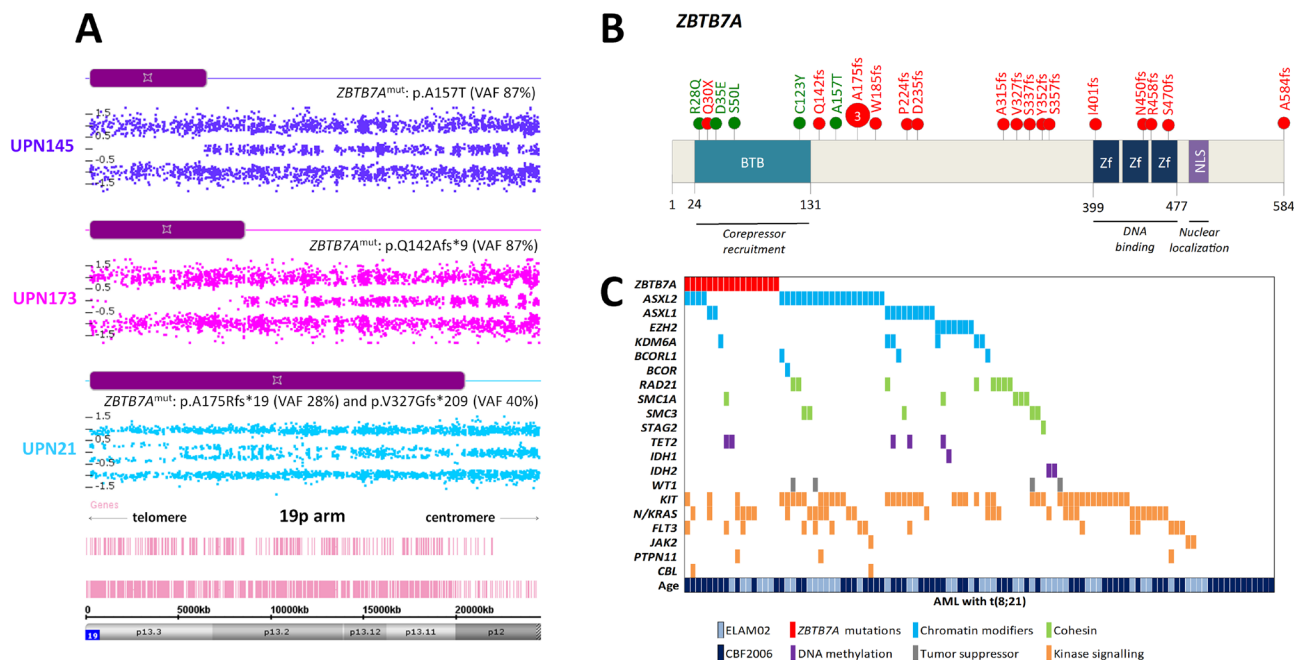 A
ZBTB7A^mut: p.A157T (VAF 87%)
UPN145
1.5
0.5
-0.5
-1.5
ZBTB7A^mut: p.Q142Afs*9 (VAF 87%)
UPN173
1.5
0.5
-0.5
-1.5
ZBTB7A^mut: p.A175Rfs*19 (VAF 28%) and p.V327Gfs*209 (VAF 40%)
UPN21
1.5
0.5
-0.5
-1.5
Genes
telomere 19p arm centromere
0 5000kb 10000kb 15000kb 20000kb
19 p13.3 p13.2 p13.12 p13.11 p12
B
ZBTB7A
R28Q Q30X D35E S50L C123Y Q142fs A157T A175fs W185fs P224fs D235fs A315fs V327fs S337fs Y352fs S357fs I401fs N450fs R458fs S470fs A584fs
3
BTB Zf Zf Zf NLS
1 24 131 399 477 584
Corepressor recruitment
DNA binding
Nuclear localization
C
ZBTB7A
ASXL2
ASXL1
EZH2
KDM6A
BCORL1
BCOR
RAD21
SMC1A
SMC3
STAG2
TET2
IDH1
IDH2
WT1
KIT
N/KRAS
FLT3
JAK2
PTPN11
CBL
Age
AML with t(8;21)
ELAM02 ZBTB7A mutations Chromatin modifiers Cohesin
CBF2006 DNA methylation Tumor suppressor Kinase signalling